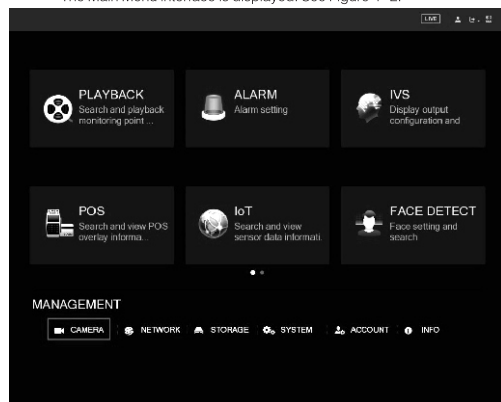 The Main Menu interface is displayed. See Figure 4-2.
LIVE
PLAYBACK
Search and playback
monitoring point ...
ALARM
Alarm setting
IVS
Display output
configuration and
POS
Search and view POS
overlay informa...
IoT
Search and view
sensor data informati
FACE DETECT
Face setting and
search
MANAGEMENT
CAMERA
NETWORK
STORAGE
SYSTEM
ACCOUNT
INFO